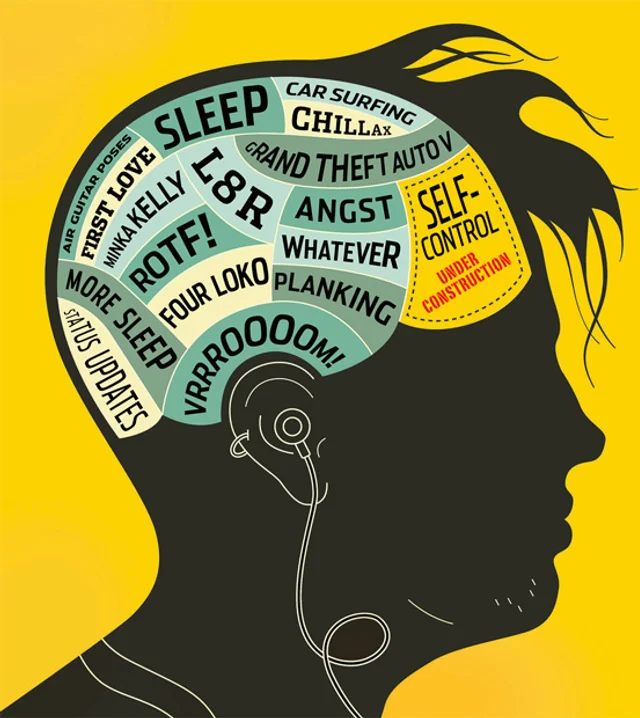 CAR SURFING
SLEEP
CHILLAX
GRAND THEFT AUTO V
AIR GUITAR POSES
FIRST LOVE
MINKA KELLY
L8R
ROTF!
ANGST
SELF-
CONTROL
UNDER
CONSTRUCTION
WHATEVER
FOUR LOKO
PLANKING
MORE SLEEP
STATUS UPDATES
VRRROOOOM!